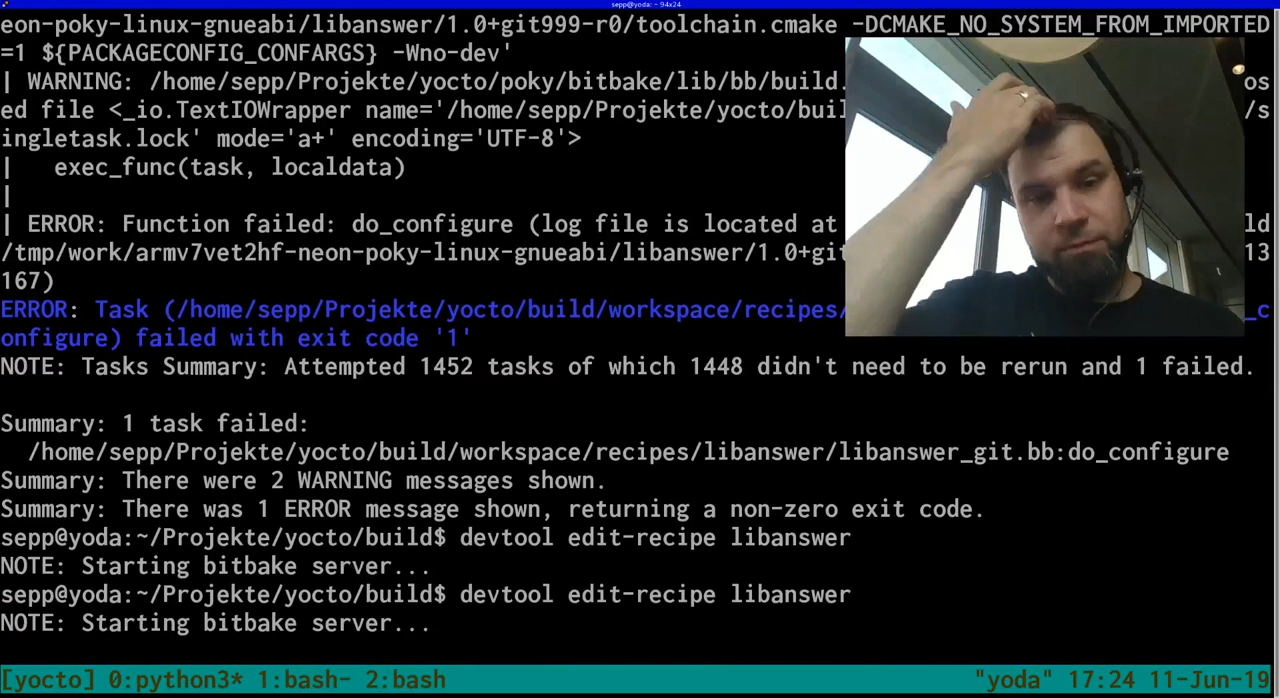 sepp@yoda: ~ 94x24
eon-poky-linux-gnueabi/libanswer/1.0+git999-r0/toolchain.cmake -DCMAKE_NO_SYSTEM_FROM_IMPORTED
=1 ${PACKAGECONFIG_CONFARGS} -Wno-dev'
| WARNING: /home/sepp/Projekte/yocto/poky/bitbake/lib/bb/build. os
ed file <_io.TextIOWrapper name='/home/sepp/Projekte/yocto/buil /s
ingletask.lock' mode='a+' encoding='UTF-8'>
|   exec_func(task, localdata)
|
| ERROR: Function failed: do_configure (log file is located at ld
/tmp/work/armv7vet2hf-neon-poky-linux-gnueabi/libanswer/1.0+git 13
167)
ERROR: Task (/home/sepp/Projekte/yocto/build/workspace/recipes/ _c
onfigure) failed with exit code '1'
NOTE: Tasks Summary: Attempted 1452 tasks of which 1448 didn't need to be rerun and 1 failed.
Summary: 1 task failed:
  /home/sepp/Projekte/yocto/build/workspace/recipes/libanswer/libanswer_git.bb:do_configure
Summary: There were 2 WARNING messages shown.
Summary: There was 1 ERROR message shown, returning a non-zero exit code.
sepp@yoda:~/Projekte/yocto/build$ devtool edit-recipe libanswer
NOTE: Starting bitbake server...
sepp@yoda:~/Projekte/yocto/build$ devtool edit-recipe libanswer
NOTE: Starting bitbake server...
[yocto] 0:python3* 1:bash- 2:bash "yoda" 17:24 11-Jun-19